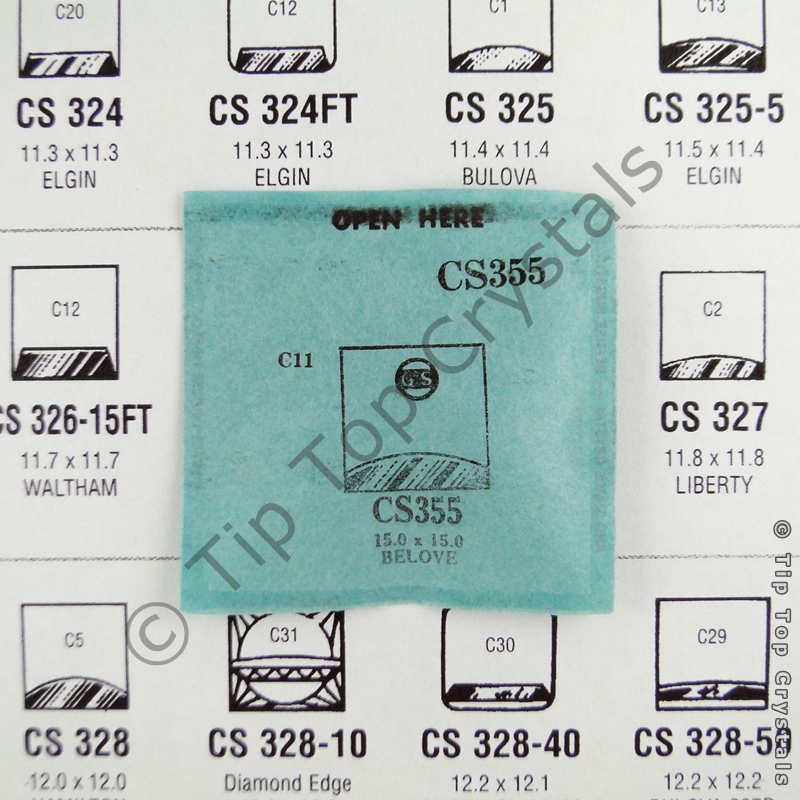 C20 C12 C1 C13
CS 324 CS 324FT CS 325 CS 325-5
11.3 x 11.3 11.3 x 11.3 11.4 x 11.4 11.5 x 11.4
ELGIN ELGIN BULOVA ELGIN
OPEN HERE
CS355
C11
GS
CS355
15.0 x 15.0
BELOVE
C12
CS 326-15FT
11.7 x 11.7
WALTHAM
C2
CS 327
11.8 x 11.8
LIBERTY
C5 C31 C30 C29
CS 328 CS 328-10 CS 328-40 CS 328-50
12.0 x 12.0 Diamond Edge 12.2 x 12.1 12.2 x 12.2
HAMILTON
© Tip Top Crystals
© Tip Top Crystals